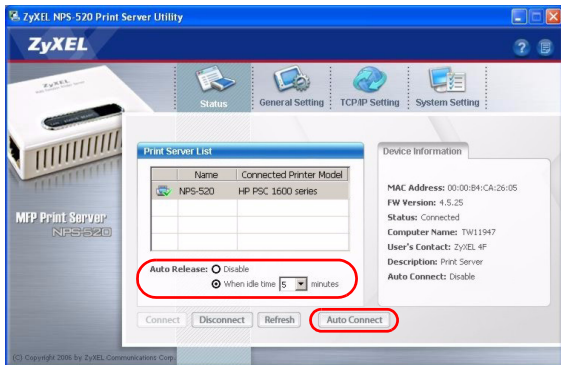 ZyXEL NPS-520 Print Server Utility
ZyXEL
Status
General Setting
TCP/IP Setting
System Setting
ZyXEL
MFP Print Server
NPS-520
Print Server List
Name Connected Printer Model
NPS-520 HP PSC 1600 series
Auto Release: Disable
When idle time 5 minutes
Connect Disconnect Refresh Auto Connect
Device Information
MAC Address: 00:00:B4:CA:26:05
FW Version: 4.5.25
Status: Connected
Computer Name: TW11947
User's Contact: ZyXEL 4F
Description: Print Server
Auto Connect: Disable
(C) Copyright 2006 by ZyXEL Communications Corp.